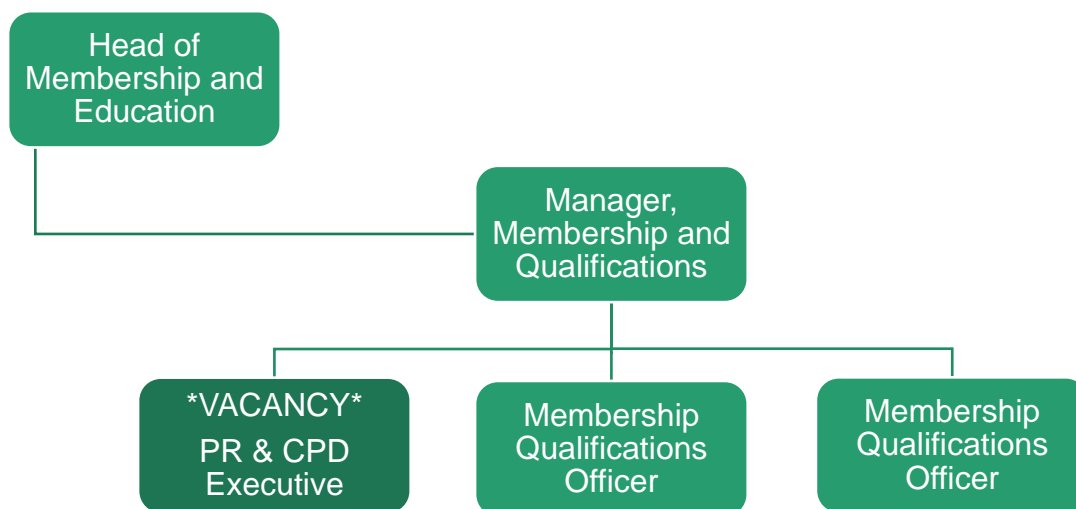 Head of
Membership and
Education
Manager,
Membership and
Qualifications
*VACANCY*
PR & CPD
Executive
Membership
Qualifications
Officer
Membership
Qualifications
Officer